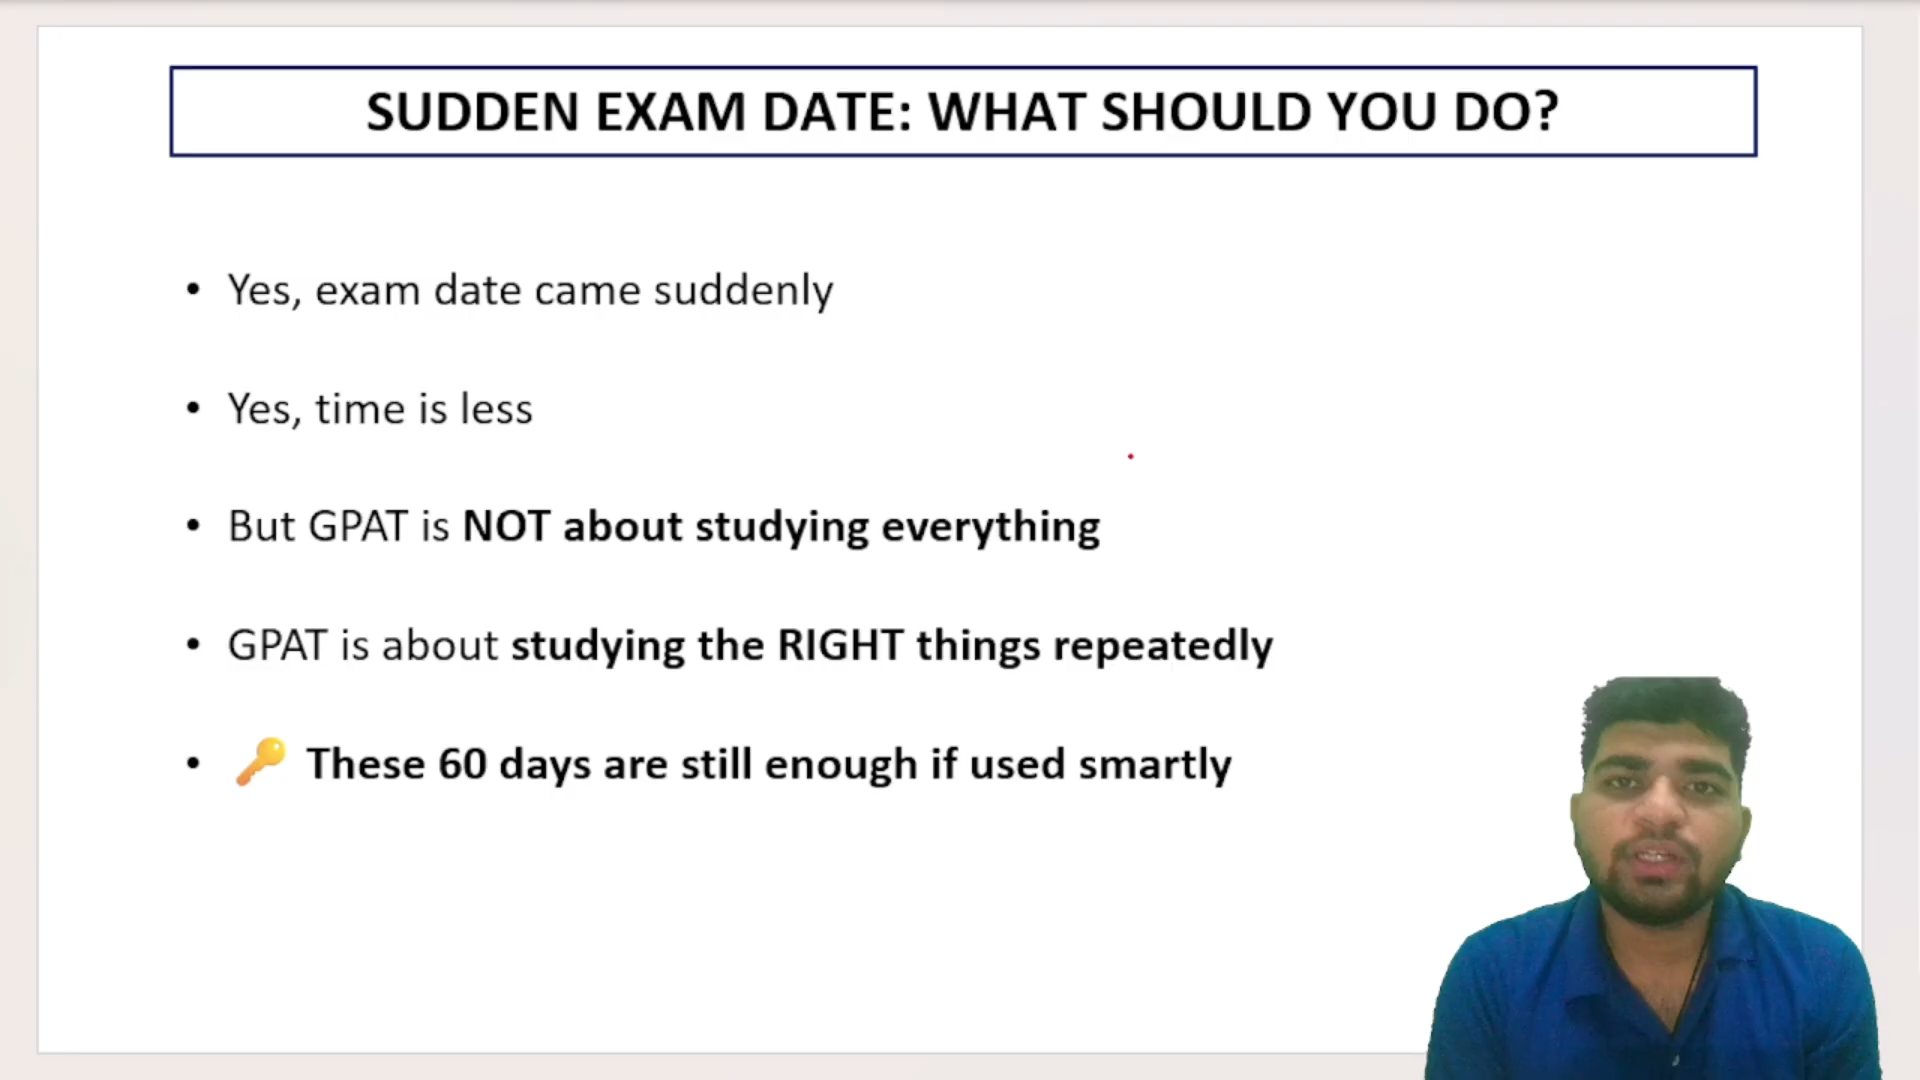 SUDDEN EXAM DATE: WHAT SHOULD YOU DO?
• Yes, exam date came suddenly
• Yes, time is less
• But GPAT is NOT about studying everything
• GPAT is about studying the RIGHT things repeatedly
• 🔑 These 60 days are still enough if used smartly